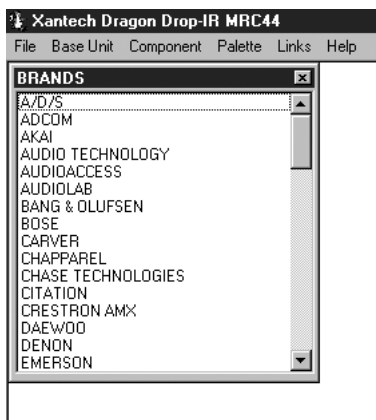 Xantech Dragon Drop-IR MRC44
File Base Unit Component Palette Links Help
BRANDS
A/D/S
ADCOM
AKAI
AUDIO TECHNOLOGY
AUDIOACCESS
AUDIOLAB
BANG & OLUFSEN
BOSE
CARVER
CHAPPAREL
CHASE TECHNOLOGIES
CITATION
CRESTRON AMX
DAEWOO
DENON
EMERSON